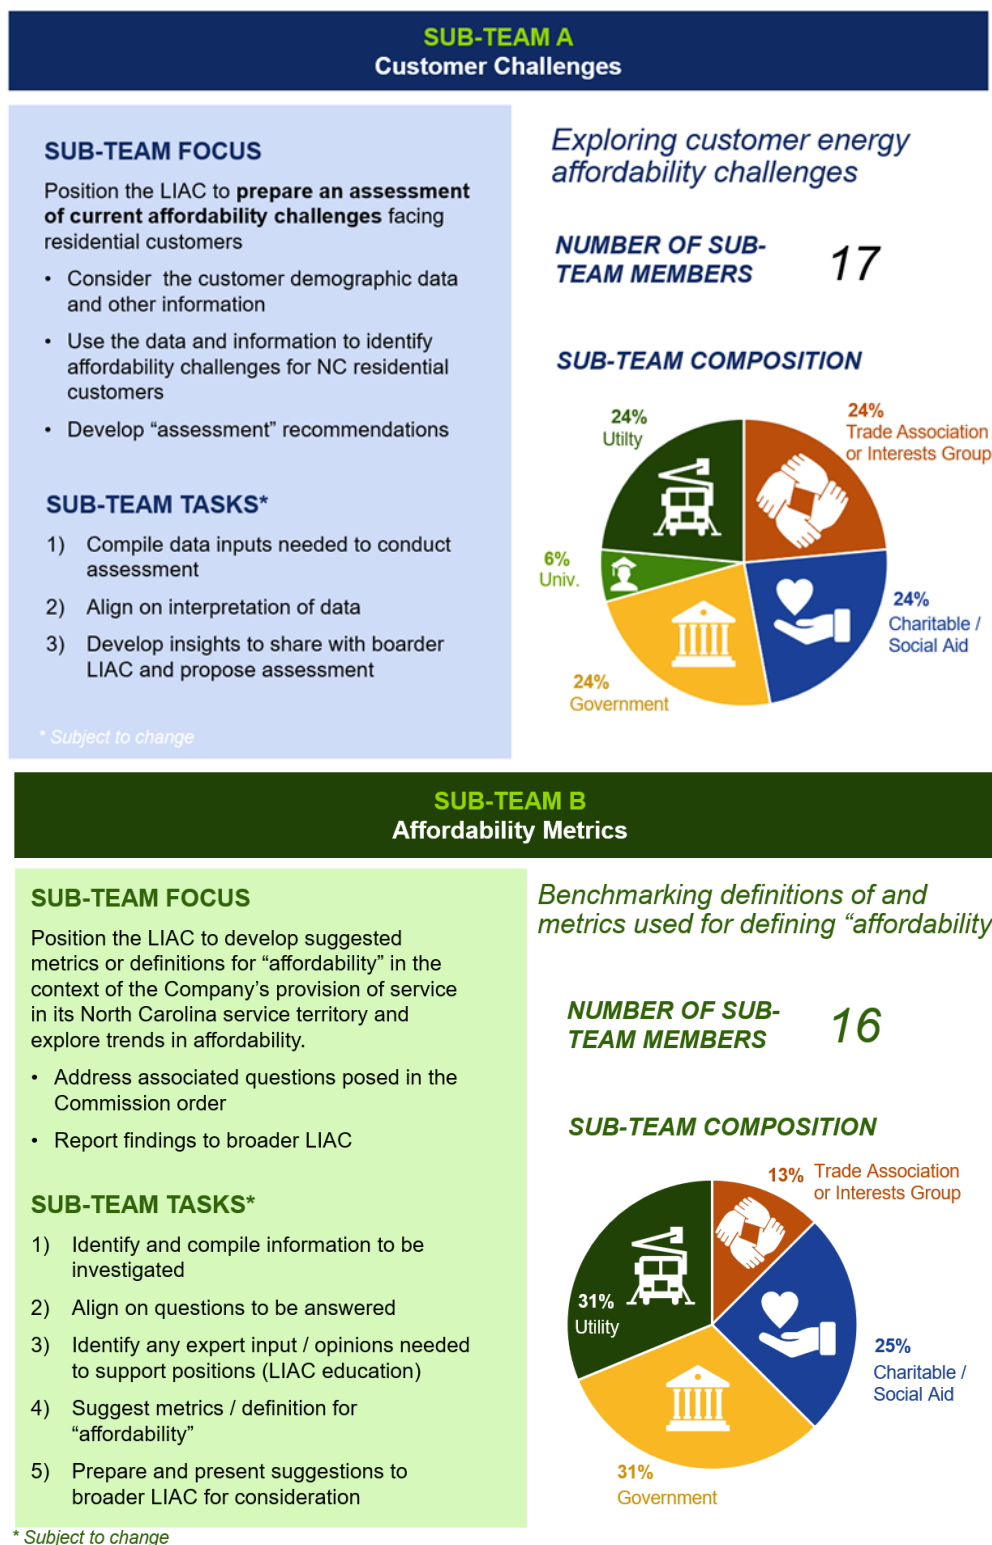 SUB-TEAM A
Customer Challenges
SUB-TEAM FOCUS
Position the LIAC to prepare an assessment
of current affordability challenges facing
residential customers
• Consider the customer demographic data
and other information
• Use the data and information to identify
affordability challenges for NC residential
customers
• Develop “assessment” recommendations
SUB-TEAM TASKS*
1) Compile data inputs needed to conduct
assessment
2) Align on interpretation of data
3) Develop insights to share with boarder
LIAC and propose assessment
* Subject to change
Exploring customer energy
affordability challenges
NUMBER OF SUB-
TEAM MEMBERS
17
SUB-TEAM COMPOSITION
24%
Utilty
24%
Trade Association
or Interests Group
6%
Univ.
24%
Charitable /
Social Aid
24%
Government
SUB-TEAM B
Affordability Metrics
SUB-TEAM FOCUS
Position the LIAC to develop suggested
metrics or definitions for “affordability” in the
context of the Company’s provision of service
in its North Carolina service territory and
explore trends in affordability.
• Address associated questions posed in the
Commission order
• Report findings to broader LIAC
SUB-TEAM TASKS*
1) Identify and compile information to be
investigated
2) Align on questions to be answered
3) Identify any expert input / opinions needed
to support positions (LIAC education)
4) Suggest metrics / definition for
“affordability”
5) Prepare and present suggestions to
broader LIAC for consideration
* Subject to change
Benchmarking definitions of and
metrics used for defining “affordability
NUMBER OF SUB-
TEAM MEMBERS
16
SUB-TEAM COMPOSITION
13% Trade Association
or Interests Group
31%
Utility
25%
Charitable /
Social Aid
31%
Government